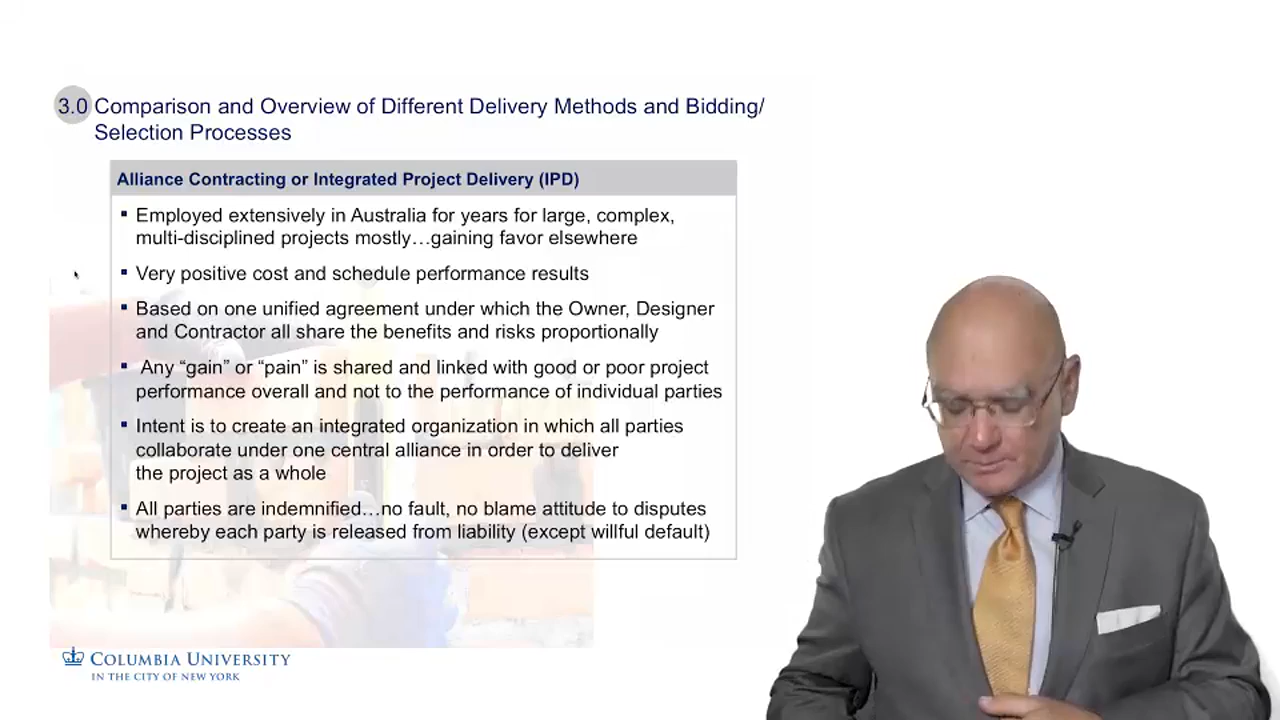 3.0 Comparison and Overview of Different Delivery Methods and Bidding/
Selection Processes
Alliance Contracting or Integrated Project Delivery (IPD)
▪ Employed extensively in Australia for years for large, complex,
multi-disciplined projects mostly…gaining favor elsewhere
▪ Very positive cost and schedule performance results
▪ Based on one unified agreement under which the Owner, Designer
and Contractor all share the benefits and risks proportionally
▪ Any “gain” or “pain” is shared and linked with good or poor project
performance overall and not to the performance of individual parties
▪ Intent is to create an integrated organization in which all parties
collaborate under one central alliance in order to deliver
the project as a whole
▪ All parties are indemnified…no fault, no blame attitude to disputes
whereby each party is released from liability (except willful default)
COLUMBIA UNIVERSITY
IN THE CITY OF NEW YORK